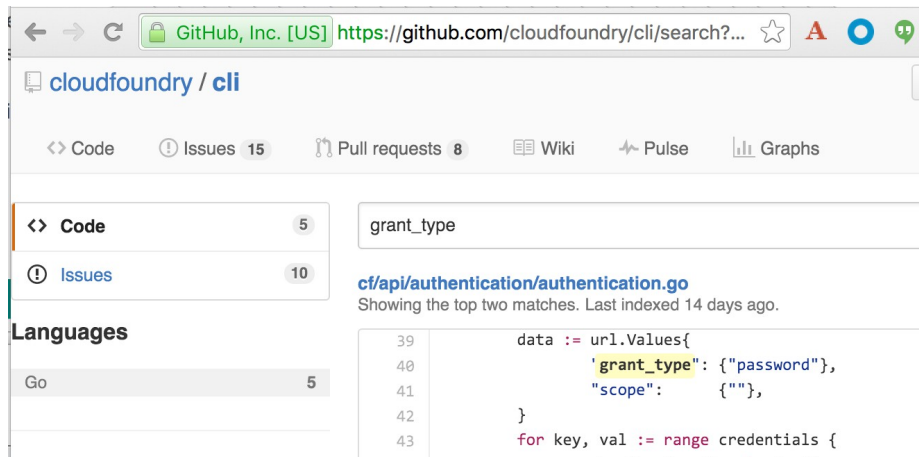 GitHub, Inc. [US] https://github.com/cloudfoundry/cli/search?...
cloudfoundry / cli
<> Code Issues 15 Pull requests 8 Wiki Pulse Graphs
<> Code 5
Issues 10
Languages
Go 5
grant_type
cf/api/authentication/authentication.go
Showing the top two matches. Last indexed 14 days ago.
39 data := url.Values{
40 'grant_type": {"password"},
41 "scope": {""},
42 }
43 for key, val := range credentials {